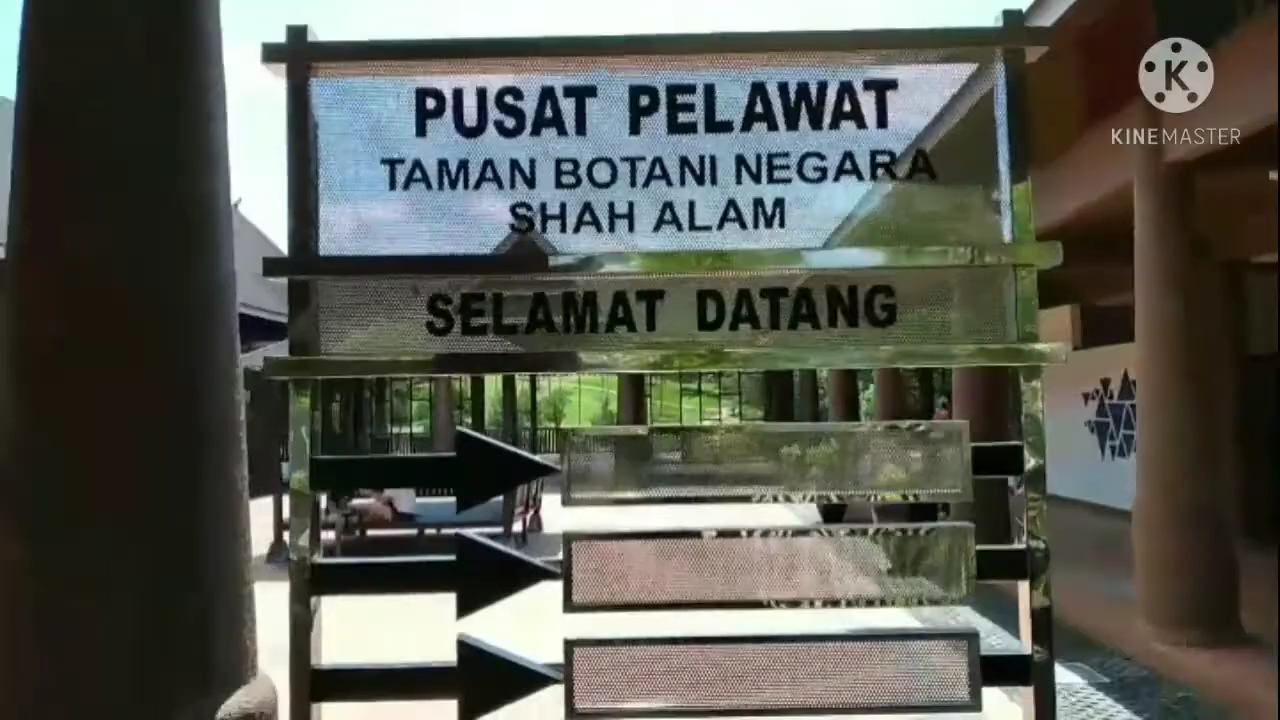 PUSAT PELAWAT
TAMAN BOTANI NEGARA
SHAH ALAM
SELAMAT DATANG
K
KINEMASTER